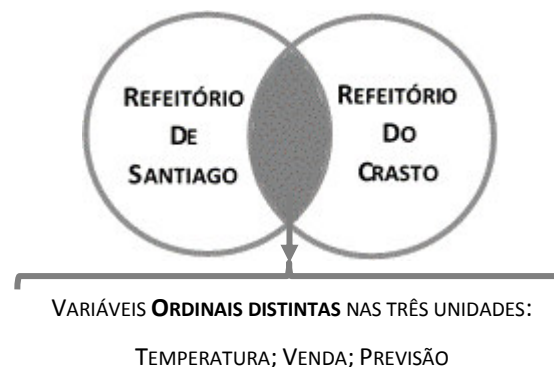 REFEITÓRIO
DE
SANTIAGO
REFEITÓRIO
DO
CRASTO
VARIÁVEIS ORDINAIS DISTINTAS NAS TRÊS UNIDADES:
TEMPERATURA; VENDA; PREVISÃO